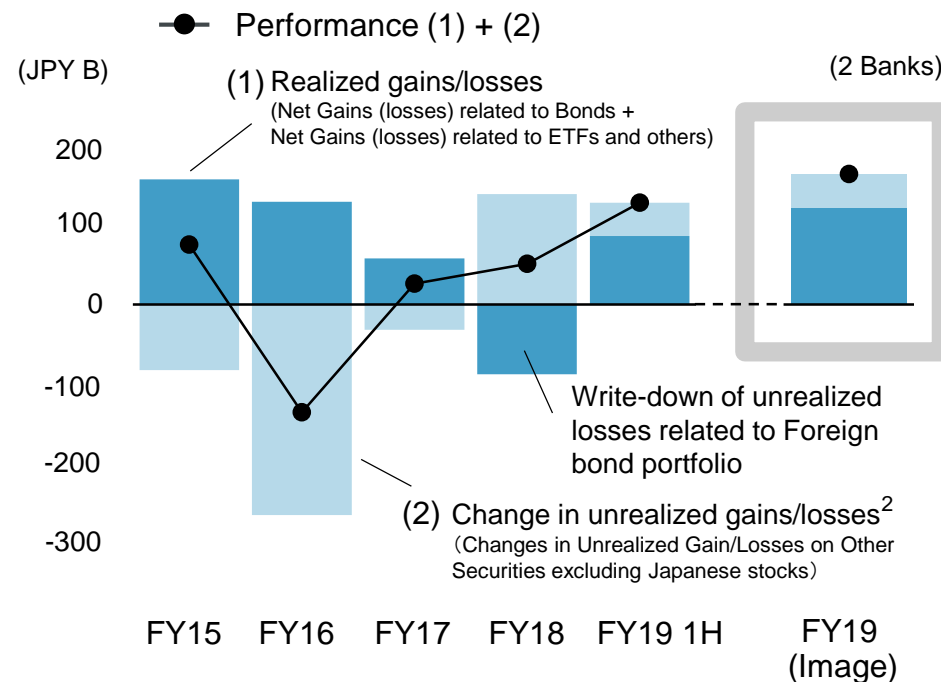 Performance (1) + (2)
(JPY B)
(2 Banks)
(1) Realized gains/losses
(Net Gains (losses) related to Bonds +
Net Gains (losses) related to ETFs and others)
200
100
0
-100
-200
-300
Write-down of unrealized
losses related to Foreign
bond portfolio
(2) Change in unrealized gains/losses2
（Changes in Unrealized Gain/Losses on Other
Securities excluding Japanese stocks）
FY15 FY16 FY17 FY18 FY19 1H FY19
(Image)